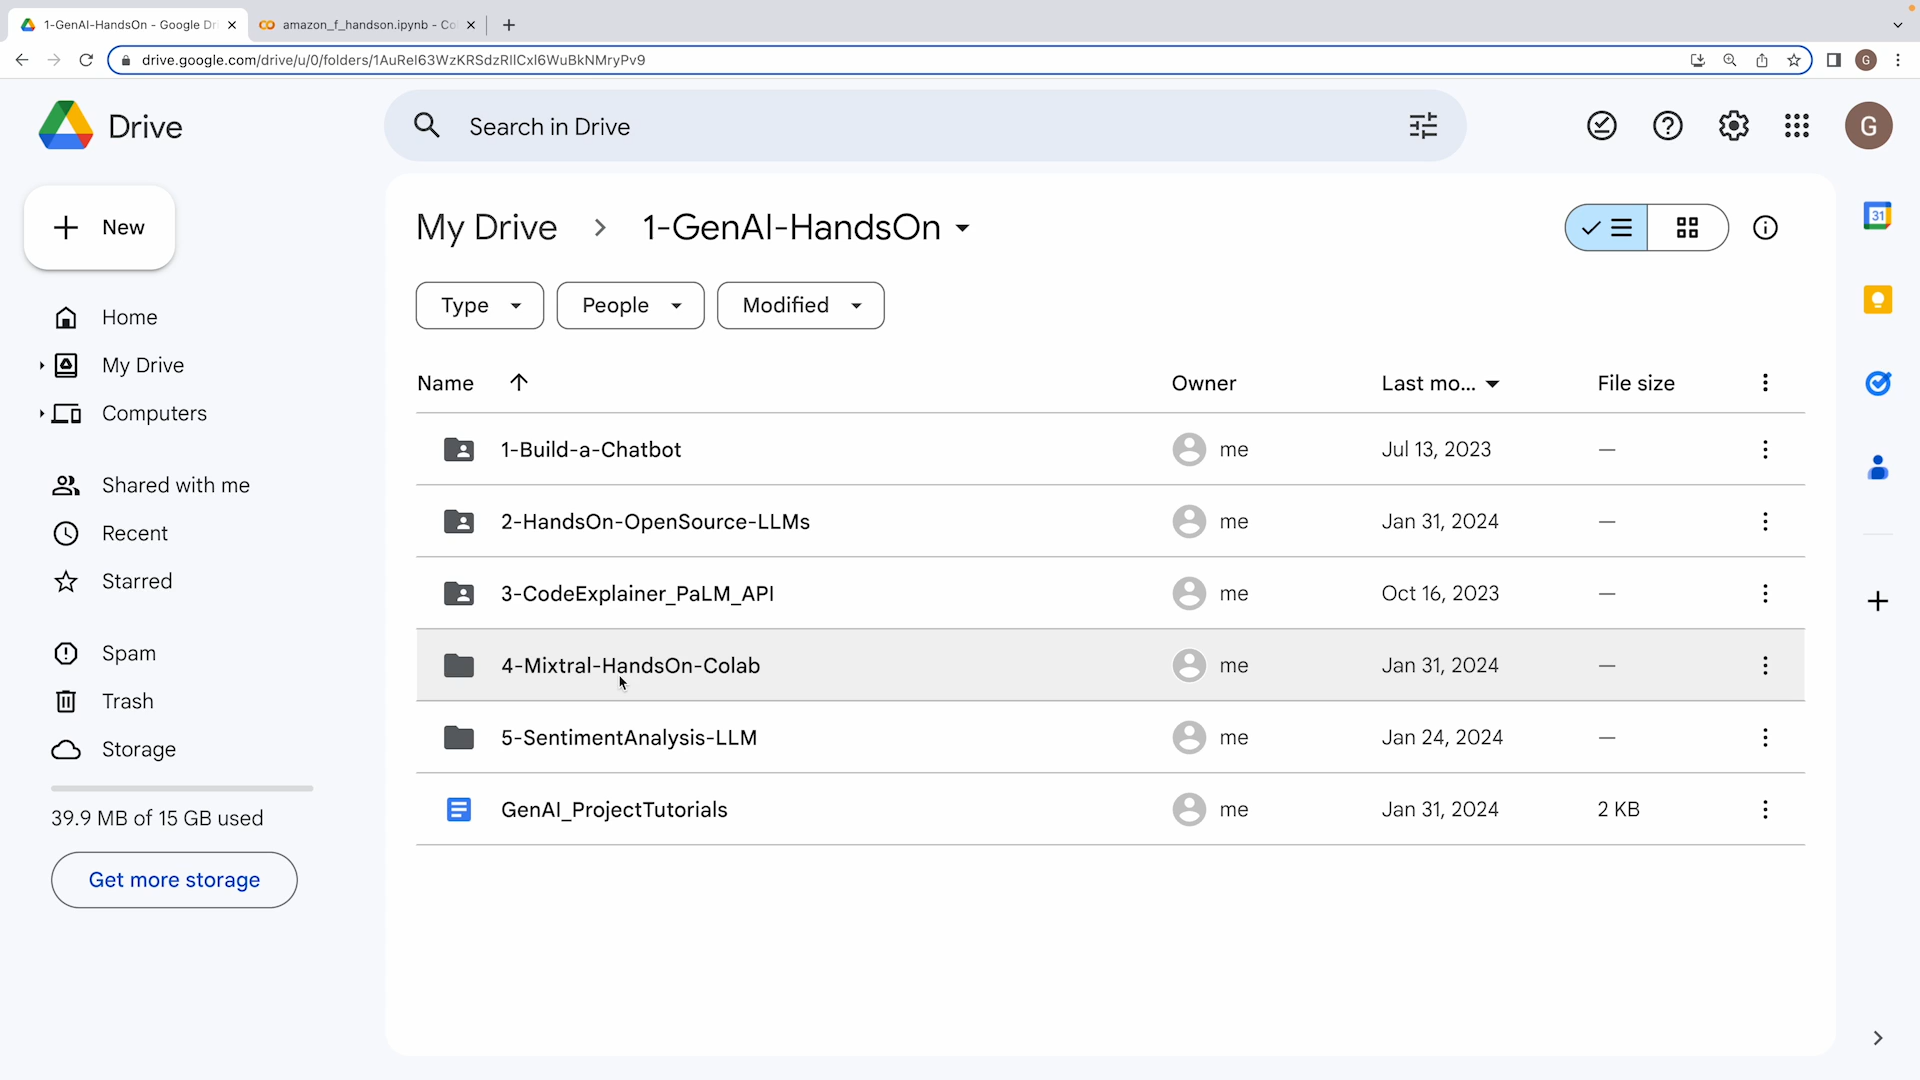 1-GenAI-HandsOn - Google Dri
amazon_f_handson.ipynb - Co
drive.google.com/drive/u/0/folders/1AuReI63WzKRSdzRIlCxl6WuBkNMryPv9
G
Drive
Search in Drive
G
New
My Drive
1-GenAI-HandsOn
31
Type
People
Modified
Home
My Drive
Computers
Name
Owner
Last mo...
File size
1-Build-a-Chatbot
me
Jul 13, 2023
—
Shared with me
2-HandsOn-OpenSource-LLMs
me
Jan 31, 2024
—
Recent
Starred
3-CodeExplainer_PaLM_API
me
Oct 16, 2023
—
Spam
4-Mixtral-HandsOn-Colab
me
Jan 31, 2024
—
Trash
5-SentimentAnalysis-LLM
me
Jan 24, 2024
—
Storage
39.9 MB of 15 GB used
GenAI_ProjectTutorials
me
Jan 31, 2024
2 KB
Get more storage